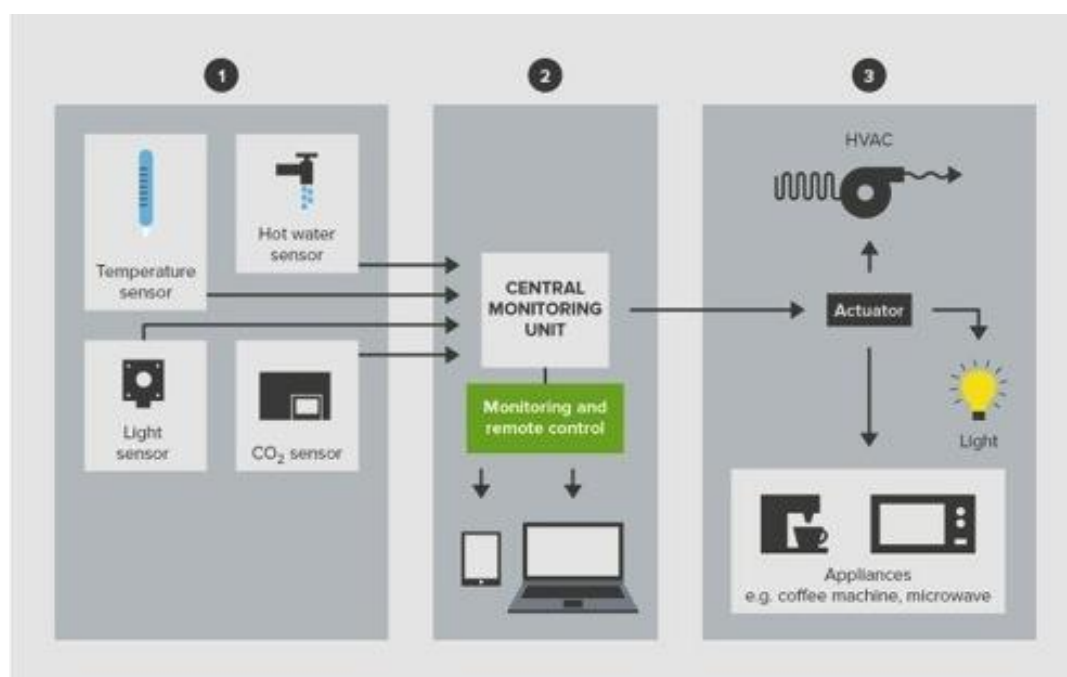 1
2
3
Temperature
sensor
Hot water
sensor
Light
sensor
CO₂ sensor
CENTRAL
MONITORING
UNIT
Monitoring and
remote control
HVAC
Actuator
Light
Appliances
e.g. coffee machine, microwave